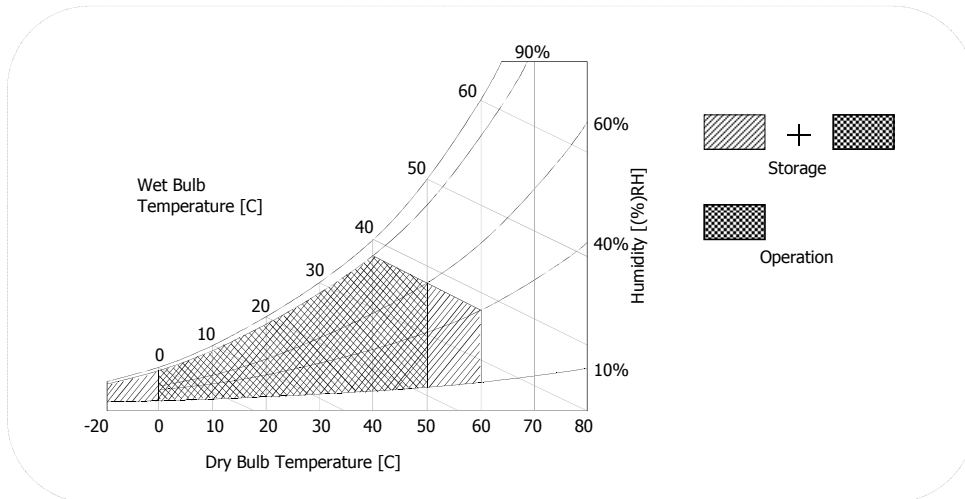 90%
60
60%
50
Wet Bulb
Temperature [C]
40
40%
30
20
10
0
10%
-20 0 10 20 30 40 50 60 80
Dry Bulb Temperature [C]
Humidity [(%)RH]
+
Storage
Operation